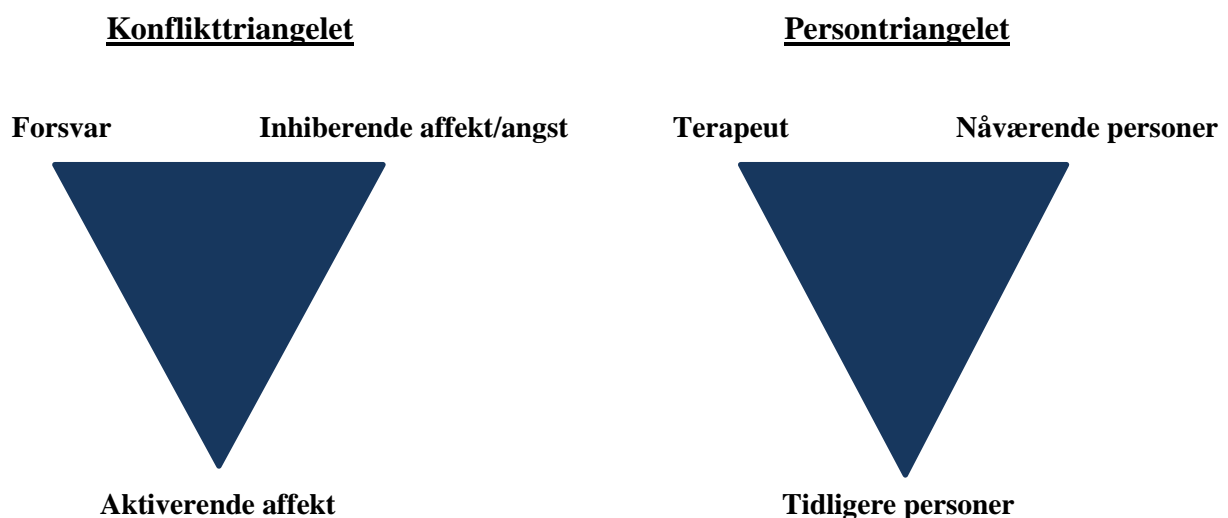 Konflikttriangelet Persontriangelet
Forsvar Inhiberende affekt/angst Terapeut Nåværende personer
Aktiverende affekt Tidligere personer